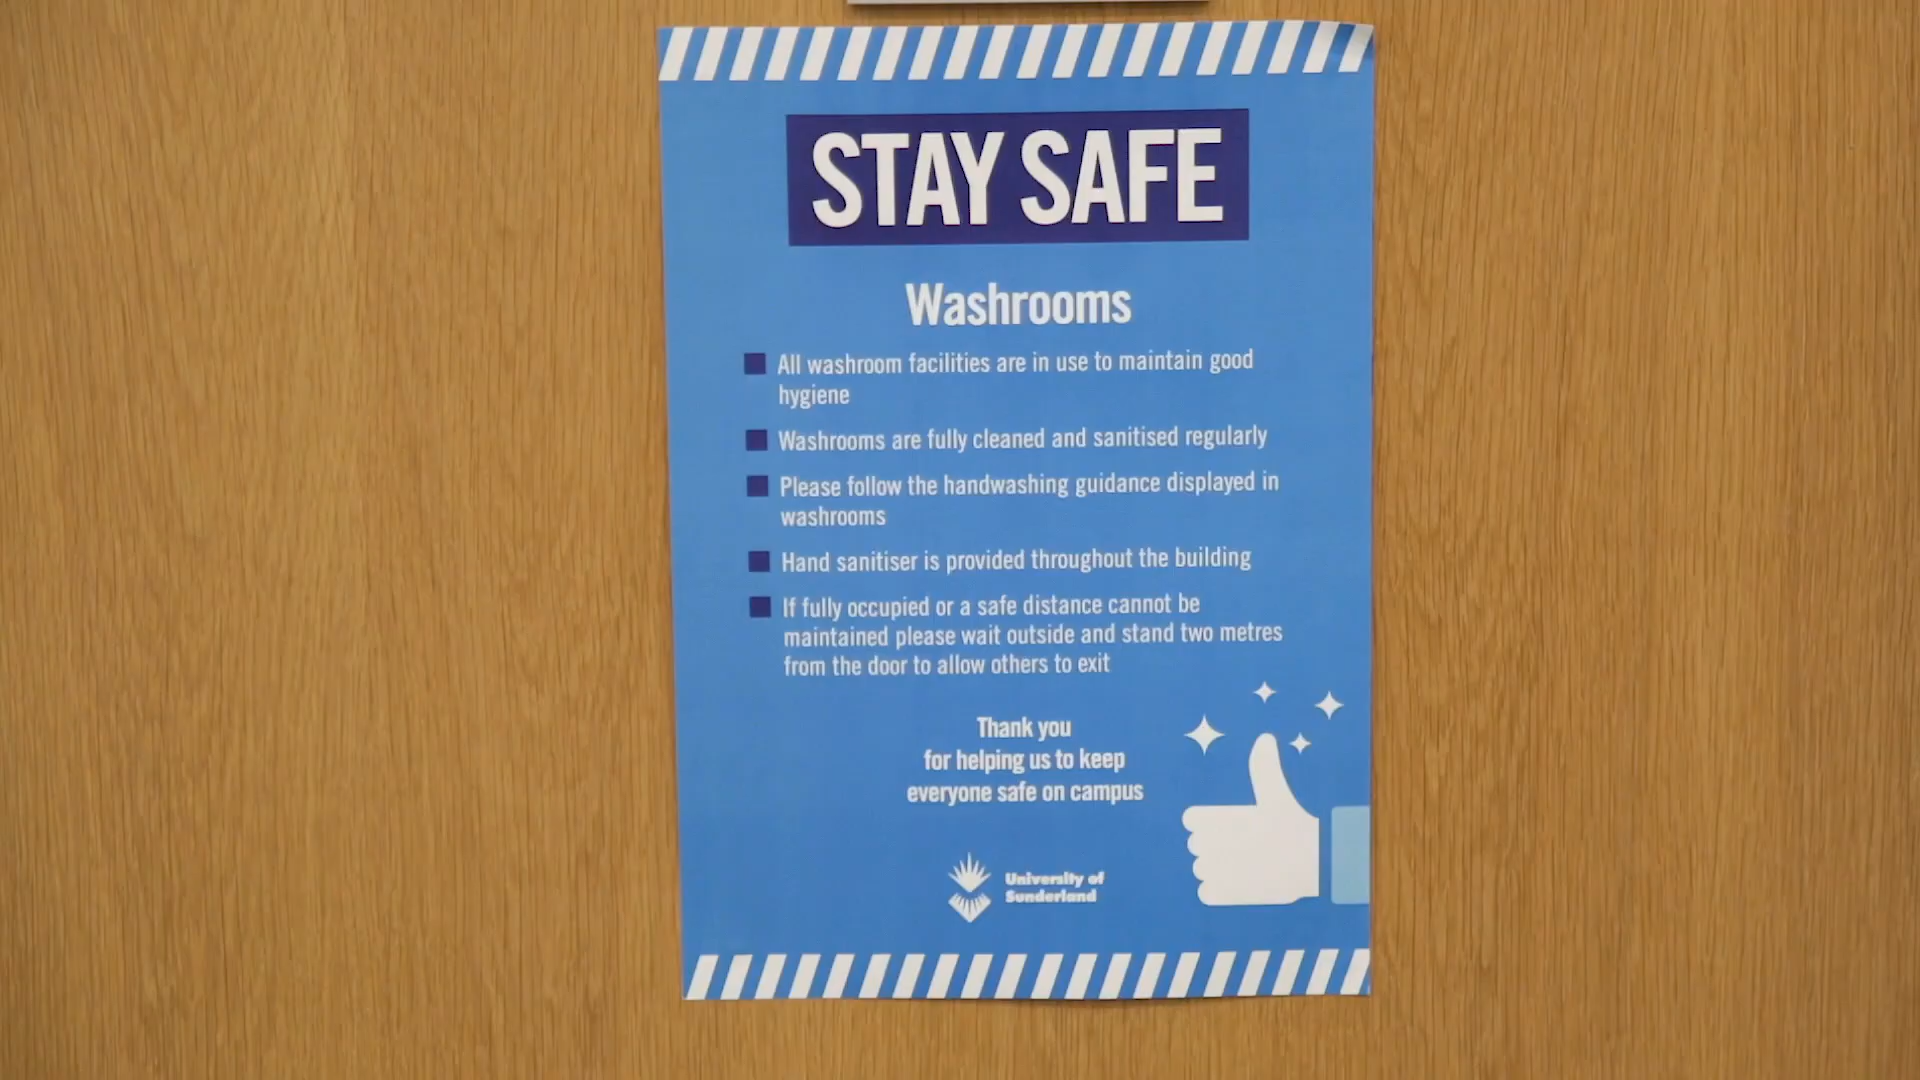 STAY SAFE
Washrooms
All washroom facilities are in use to maintain good
hygiene
Washrooms are fully cleaned and sanitised regularly
Please follow the handwashing guidance displayed in
washrooms
Hand sanitiser is provided throughout the building
If fully occupied or a safe distance cannot be
maintained please wait outside and stand two metres
from the door to allow others to exit
Thank you
for helping us to keep
everyone safe on campus
University of
Sunderland